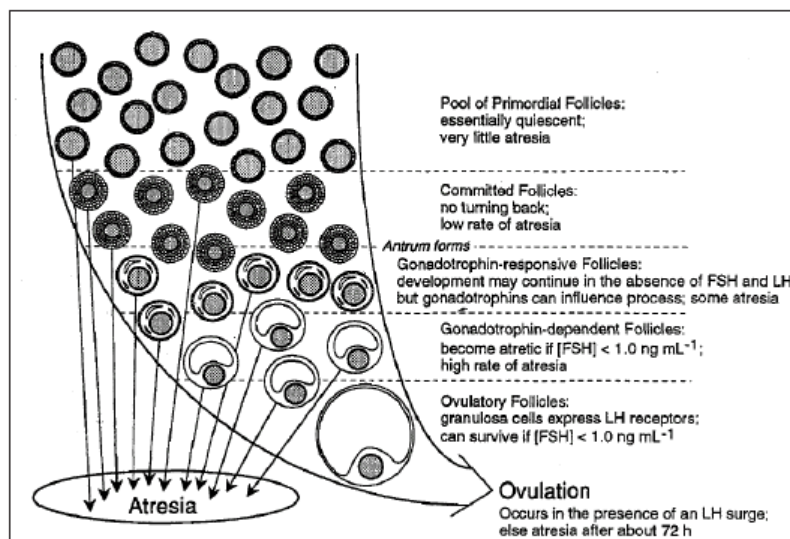 Pool of Primordial Follicles:
essentially quiescent;
very little atresia
Committed Follicles:
no turning back;
low rate of atresia
Antrum forms
Gonadotrophin-responsive Follicles:
development may continue in the absence of FSH and LH
but gonadotrophins can influence process; some atresia
Gonadotrophin-dependent Follicles:
become atretic if [FSH] < 1.0 ng mL⁻¹;
high rate of atresia
Ovulatory Follicles:
granulosa cells express LH receptors;
can survive if [FSH] < 1.0 ng mL⁻¹
Atresia
Ovulation
Occurs in the presence of an LH surge;
else atresia after about 72 h